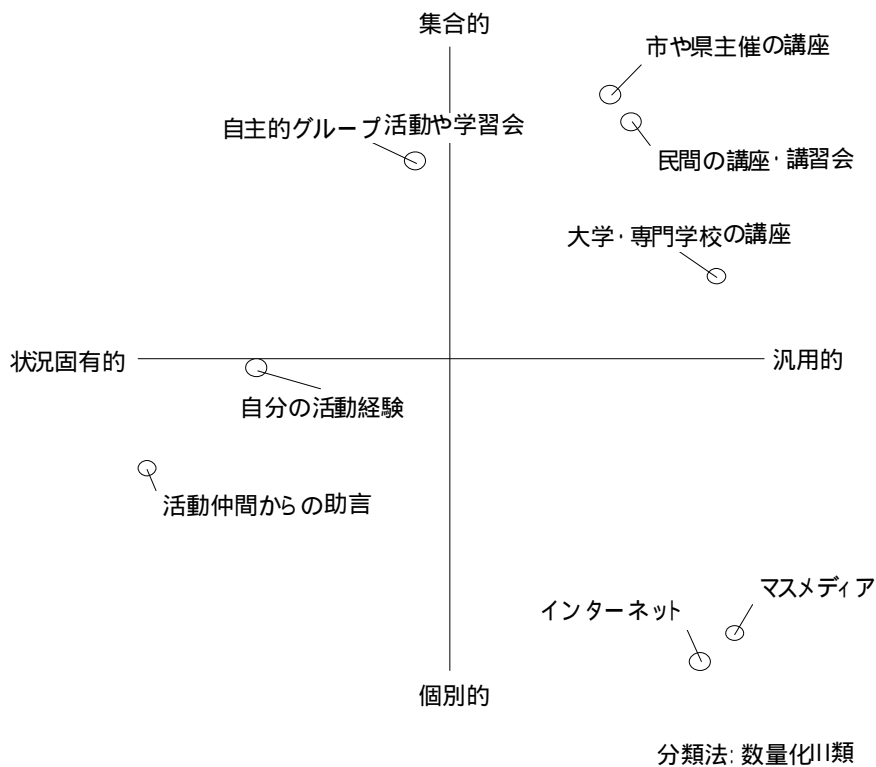 集合的
市や県主催の講座
自主的グループ活動や学習会
民間の講座・講習会
大学・専門学校の講座
状況固有的
汎用的
自分の活動経験
活動仲間からの助言
マスメディア
インターネット
個別的
分類法:数量化III類